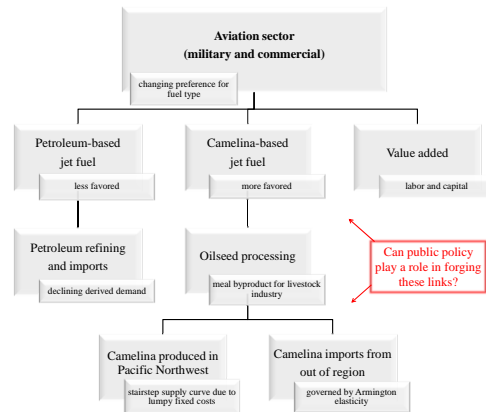 Aviation sector
(military and commercial)
changing preference for
fuel type
Petroleum-based
jet fuel
less favored
Camelina-based
jet fuel
more favored
Value added
labor and capital
Petroleum refining
and imports
declining derived demand
Oilseed processing
meal byproduct for livestock
industry
Can public policy
play a role in forging
these links?
Camelina produced in
Pacific Northwest
stairstep supply curve due to
lumpy fixed costs
Camelina imports from
out of region
governed by Armington
elasticity